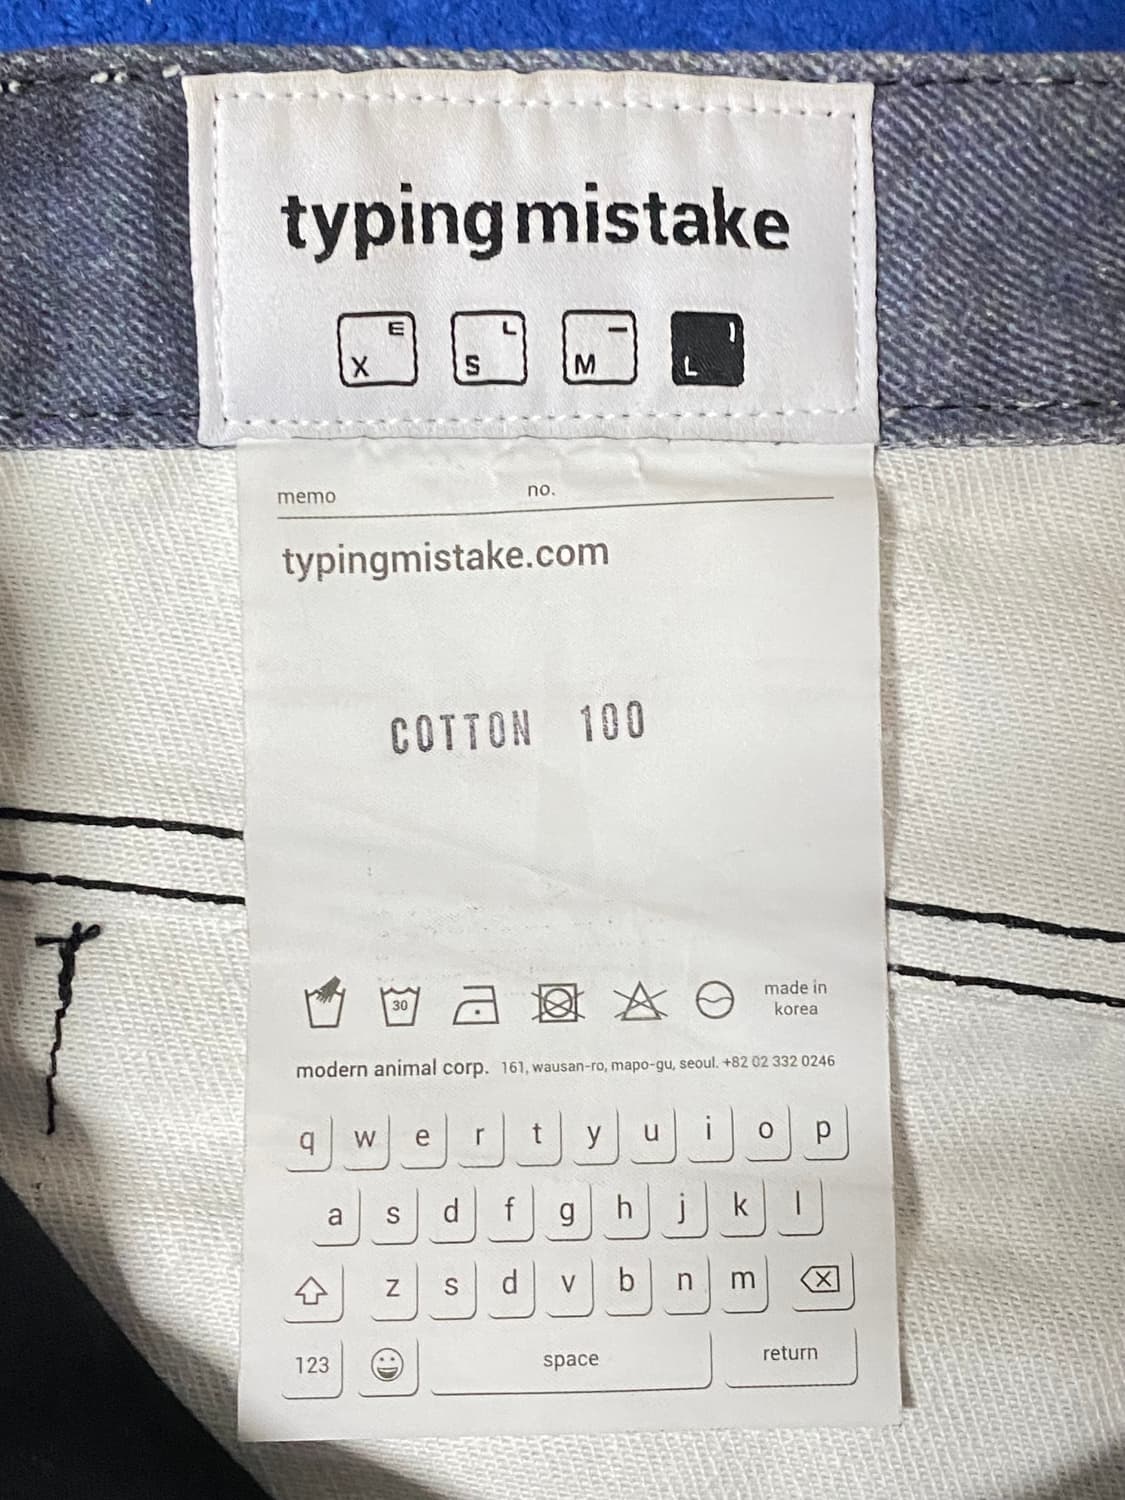 typingmistake
E L ㅡ )
X S M L
memo no.
typingmistake.com
COTTON 100
30
made in
korea
modern animal corp. 161, wausan-ro, mapo-gu, seoul. +82 02 332 0246
q w e r t y u i o p
a s d f g h j k l
z s d v b n m
123 space return